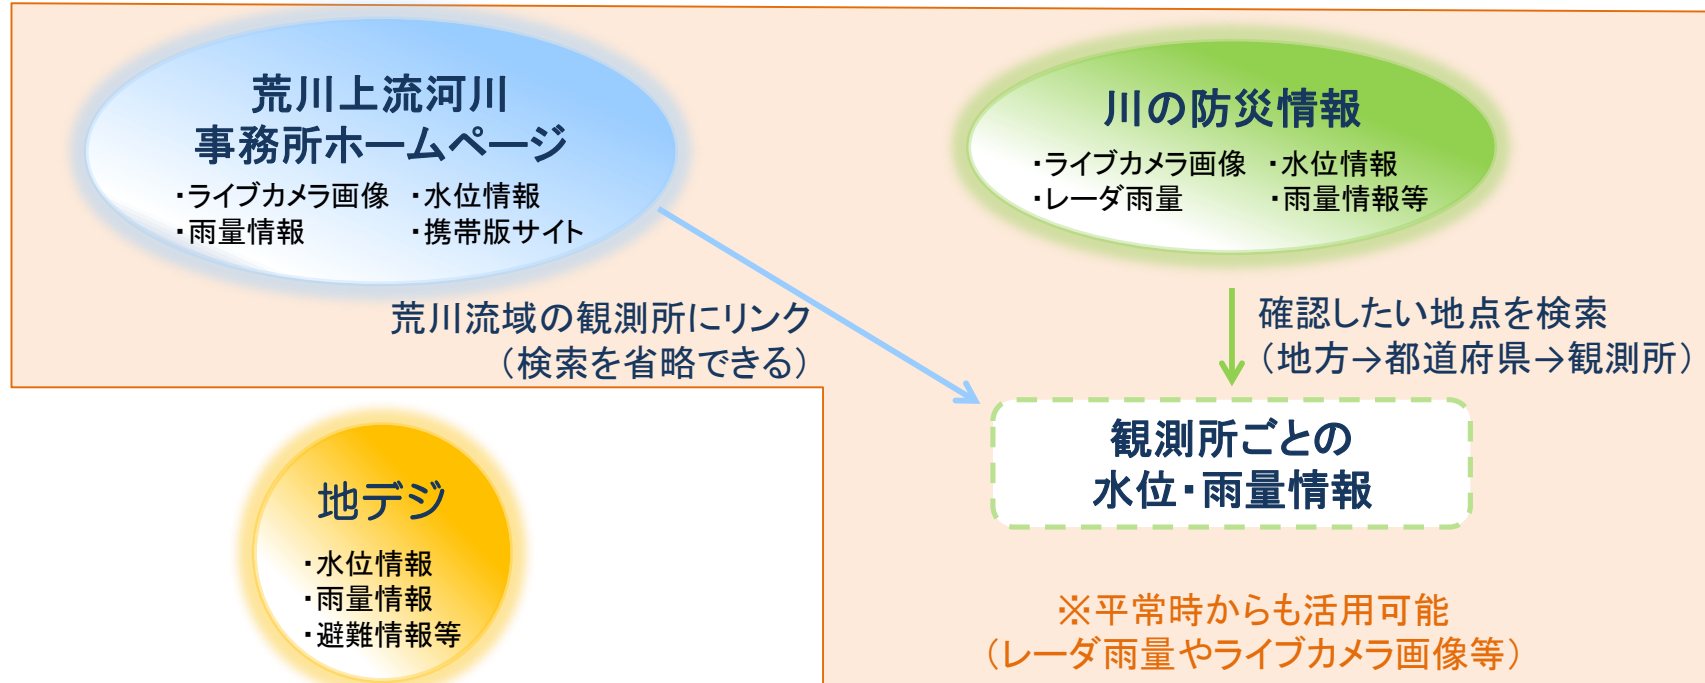 荒川上流河川
事務所ホームページ
・ライブカメラ画像 ・水位情報
・雨量情報 ・携帯版サイト
川の防災情報
・ライブカメラ画像 ・水位情報
・レーダ雨量 ・雨量情報等
荒川流域の観測所にリンク
（検索を省略できる）
確認したい地点を検索
（地方→都道府県→観測所）
観測所ごとの
水位・雨量情報
地デジ
・水位情報
・雨量情報
・避難情報等
※平常時からも活用可能
（レーダ雨量やライブカメラ画像等）